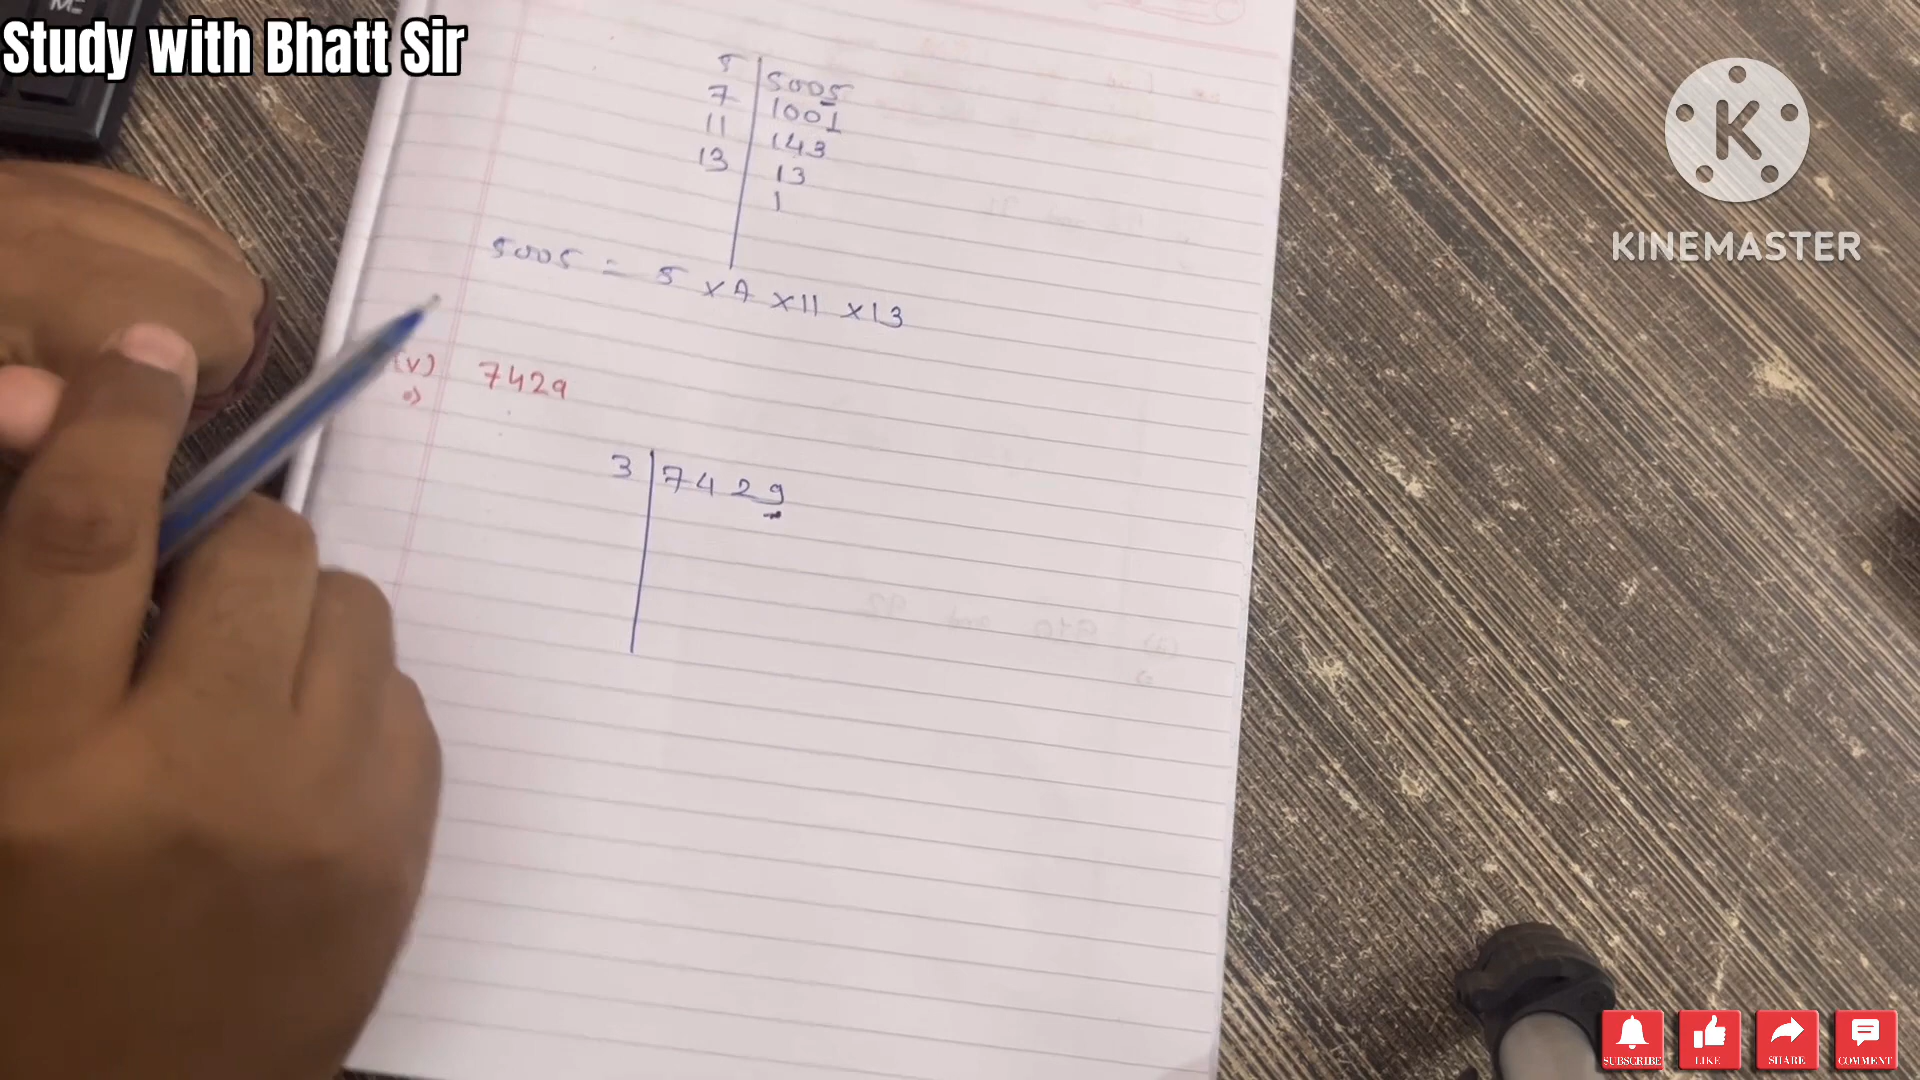 Study with Bhatt Sir
5 | 5005
7 | 1001
11 | 143
13 | 13
1
5005 = 5 × 7 × 11 × 13
(v) 7429
⇒
3 | 7429
K
KINEMASTER
SUBSCRIBE LIKE SHARE COMMENT